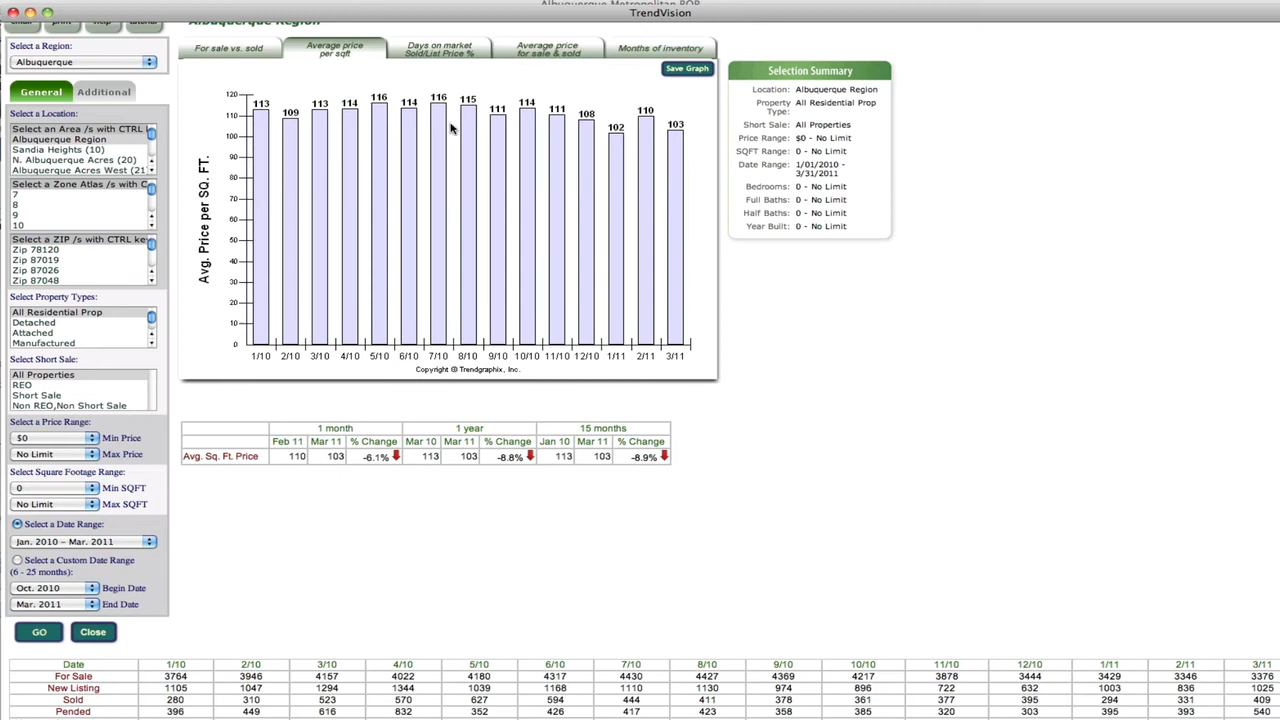 Albuquerque Metropolitan BOR
TrendVision
email print help tutorial
Albuquerque Region
Select a Region:
Albuquerque
General Additional
Select a Location:
Select an Area /s with CTRL
Albuquerque Region
Sandia Heights (10)
N. Albuquerque Acres (20)
Albuquerque Acres West (21
Select a Zone Atlas /s with C
7
8
9
10
Select a ZIP /s with CTRL ke
Zip 78120
Zip 87019
Zip 87026
Zip 87048
Select Property Types:
All Residential Prop
Detached
Attached
Manufactured
Select Short Sale:
All Properties
REO
Short Sale
Non REO,Non Short Sale
Select a Price Range:
$0 Min Price
No Limit Max Price
Select Square Footage Range:
0 Min SQFT
No Limit Max SQFT
Select a Date Range:
Jan. 2010 – Mar. 2011
Select a Custom Date Range
(6 - 25 months):
Oct. 2010 Begin Date
Mar. 2011 End Date
GO Close
For sale vs. sold
Average price
per sqft
Days on market
Sold/List Price %
Average price
for sale & sold
Months of inventory
Save Graph
Avg. Price per SQ. FT.
120
110
100
90
80
70
60
50
40
30
20
10
0
113 109 113 114 116 114 116 115 111 114 111 108 102 110 103
1/10 2/10 3/10 4/10 5/10 6/10 7/10 8/10 9/10 10/10 11/10 12/10 1/11 2/11 3/11
Copyright @ Trendgraphix, Inc.
1 month 1 year 15 months
Feb 11 Mar 11 % Change Mar 10 Mar 11 % Change Jan 10 Mar 11 % Change
Avg. Sq. Ft. Price 110 103 -6.1% 113 103 -8.8% 113 103 -8.9%
Selection Summary
Location: Albuquerque Region
Property All Residential Prop
Type:
Short Sale: All Properties
Price Range: $0 - No Limit
SQFT Range: 0 - No Limit
Date Range: 1/01/2010 -
3/31/2011
Bedrooms: 0 - No Limit
Full Baths: 0 - No Limit
Half Baths: 0 - No Limit
Year Built: 0 - No Limit
Date 1/10 2/10 3/10 4/10 5/10 6/10 7/10 8/10 9/10 10/10 11/10 12/10 1/11 2/11 3/11
For Sale 3764 3946 4157 4022 4180 4317 4430 4427 4369 4217 3878 3444 3429 3346 3376
New Listing 1105 1047 1294 1344 1039 1168 1110 1130 974 896 722 632 1003 836 1025
Sold 280 310 523 570 627 594 444 411 378 361 377 395 294 331 409
Pended 396 449 616 832 352 426 417 423 358 385 320 303 395 393 540